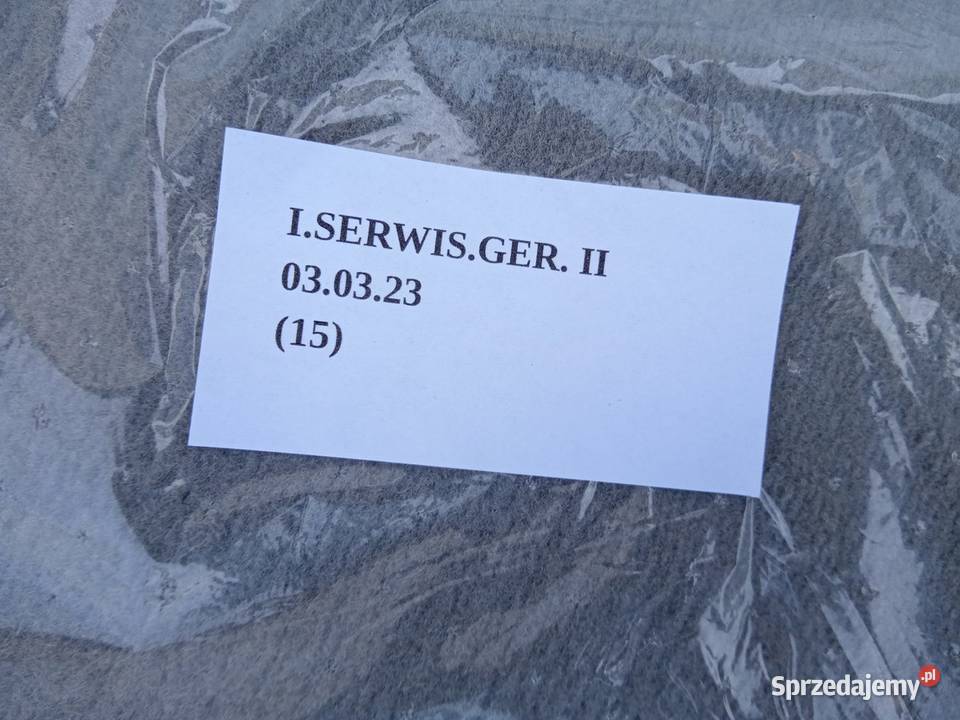 I.SERWIS.GER. II
03.03.23
(15)
Sprzedajemy.pl